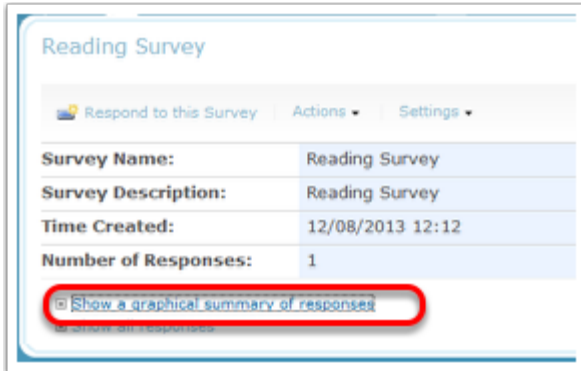 Reading Survey
Respond to this Survey Actions Settings
Survey Name: Reading Survey
Survey Description: Reading Survey
Time Created: 12/08/2013 12:12
Number of Responses: 1
Show a graphical summary of responses
Show all responses